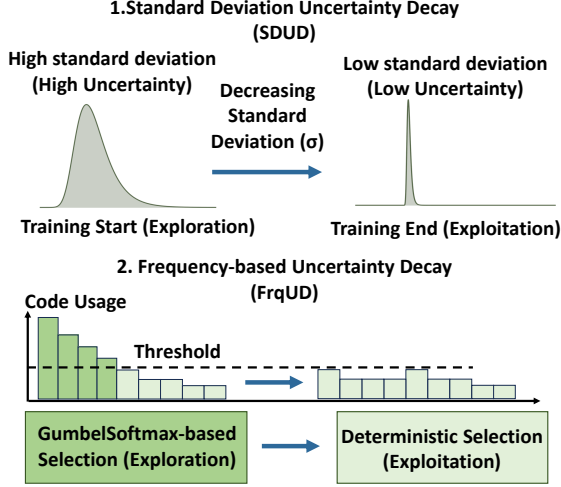 1.Standard Deviation Uncertainty Decay
(SDUD)
High standard deviation
(High Uncertainty)
Low standard deviation
(Low Uncertainty)
Decreasing
Standard
Deviation (σ)
Training Start (Exploration)
Training End (Exploitation)
2. Frequency-based Uncertainty Decay
(FrqUD)
Code Usage
Threshold
GumbelSoftmax-based
Selection (Exploration)
Deterministic Selection
(Exploitation)